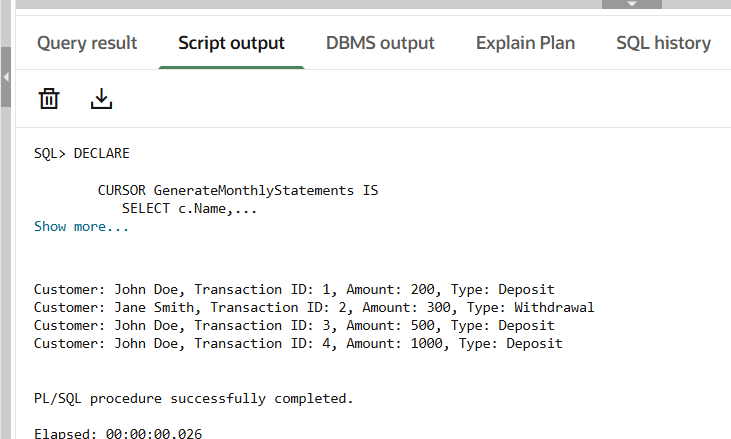 Query result Script output DBMS output Explain Plan SQL history
SQL> DECLARE
CURSOR GenerateMonthlyStatements IS
SELECT c.Name,...
Show more...
Customer: John Doe, Transaction ID: 1, Amount: 200, Type: Deposit
Customer: Jane Smith, Transaction ID: 2, Amount: 300, Type: Withdrawal
Customer: John Doe, Transaction ID: 3, Amount: 500, Type: Deposit
Customer: John Doe, Transaction ID: 4, Amount: 1000, Type: Deposit
PL/SQL procedure successfully completed.
Elapsed: 00:00:00.026